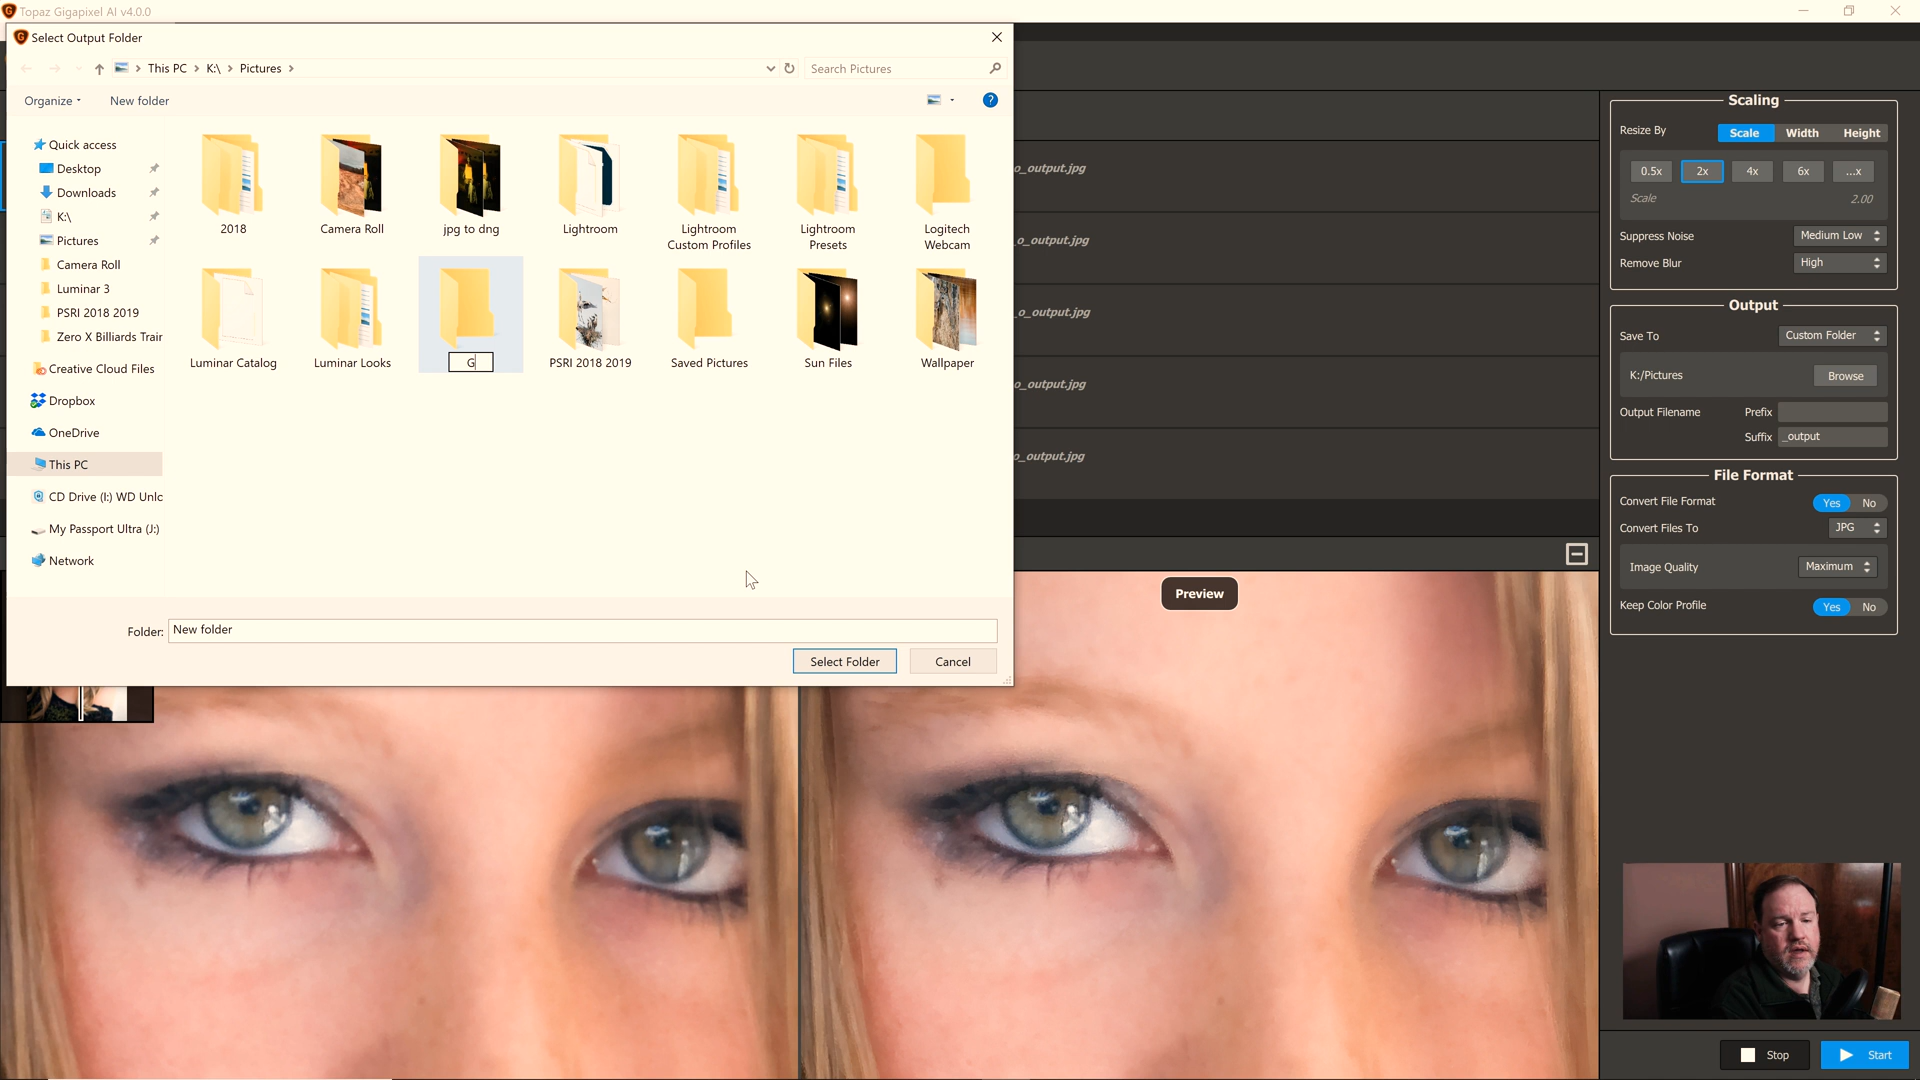 Topaz Gigapixel AI v4.0.0
Select Output Folder
This PC > K:\ > Pictures >
Search Pictures
Organize
New folder
Quick access
Desktop
Downloads
K:\
Pictures
Camera Roll
Luminar 3
PSRI 2018 2019
Zero X Billiards Trair
Creative Cloud Files
Dropbox
OneDrive
This PC
CD Drive (I:) WD Unlc
My Passport Ultra (J:)
Network
2018
Camera Roll
jpg to dng
Lightroom
Lightroom
Custom Profiles
Lightroom
Presets
Logitech
Webcam
Luminar Catalog
Luminar Looks
G
PSRI 2018 2019
Saved Pictures
Sun Files
Wallpaper
Folder:
New folder
Select Folder
Cancel
o_output.jpg
_o_output.jpg
_o_output.jpg
o_output.jpg
o_output.jpg
Preview
Scaling
Resize By
Scale
Width
Height
0.5x
2x
4x
6x
...x
Scale
2.00
Suppress Noise
Medium Low
Remove Blur
High
Output
Save To
Custom Folder
K:/Pictures
Browse
Output Filename
Prefix
Suffix
_output
File Format
Convert File Format
Yes
No
Convert Files To
JPG
Image Quality
Maximum
Keep Color Profile
Yes
No
Stop
Start